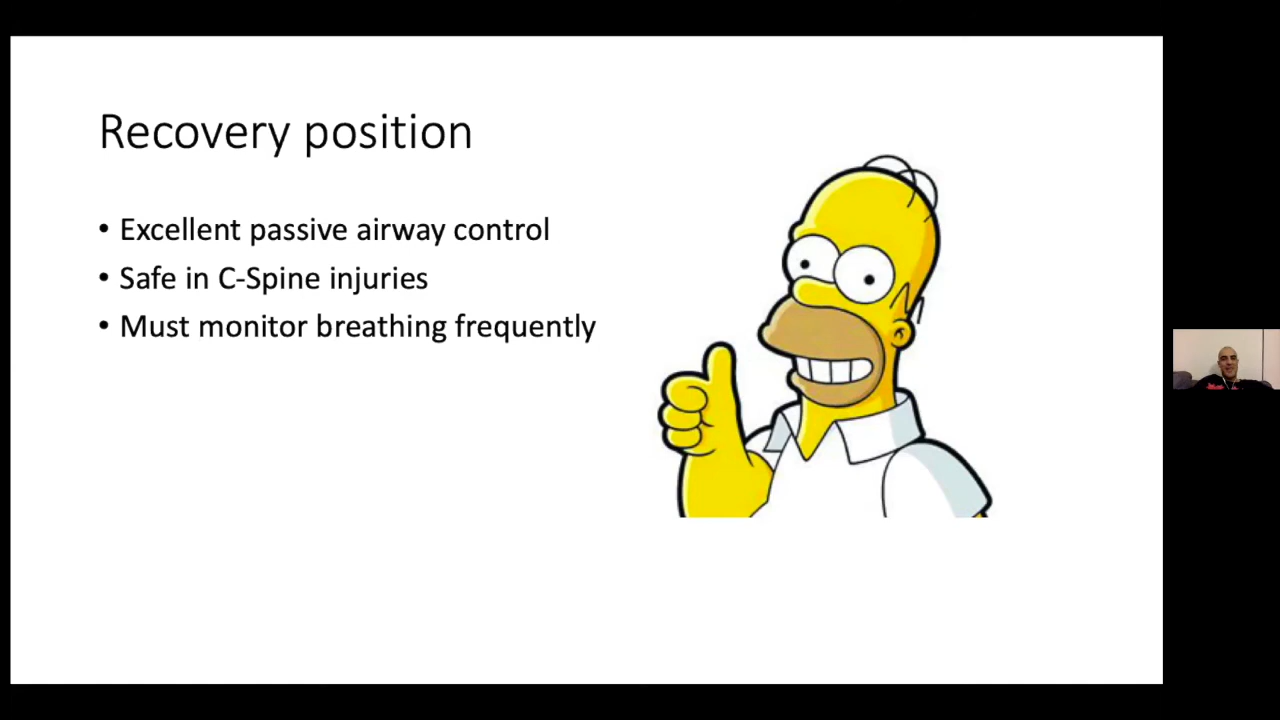 Recovery position
• Excellent passive airway control
• Safe in C-Spine injuries
• Must monitor breathing frequently